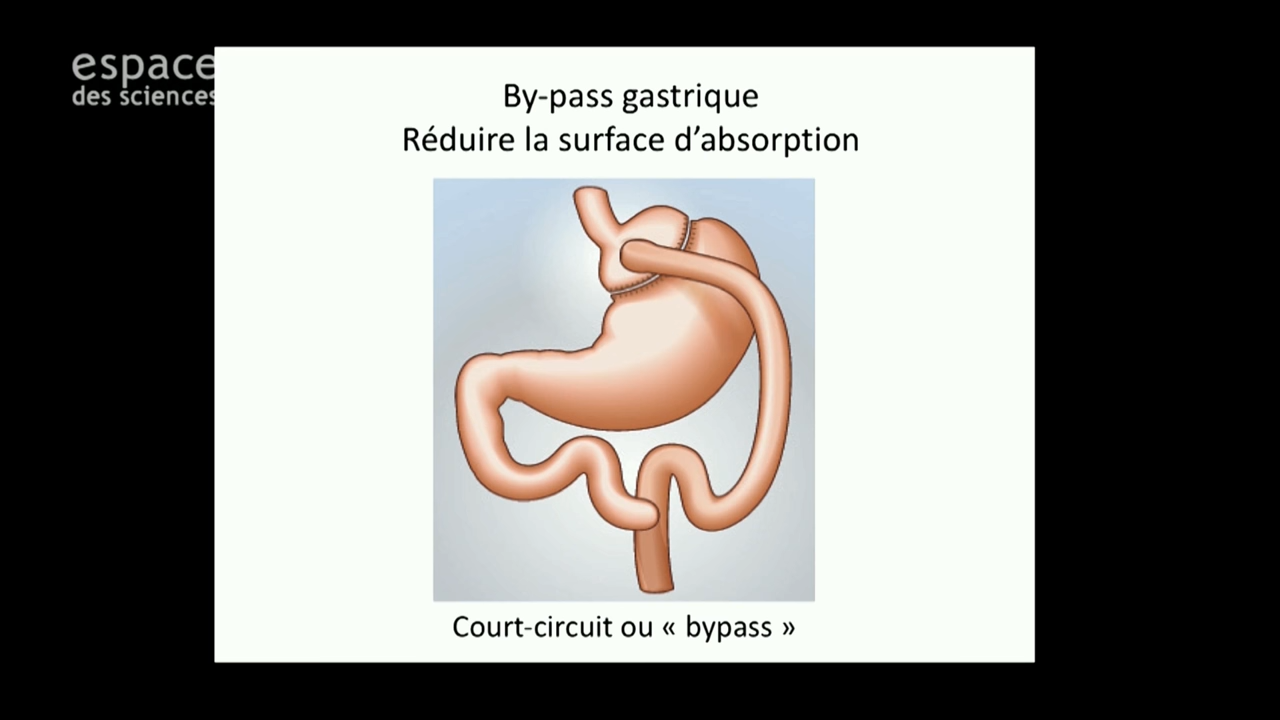 espace
des sciences
By-pass gastrique
Réduire la surface d’absorption
Court-circuit ou « bypass »